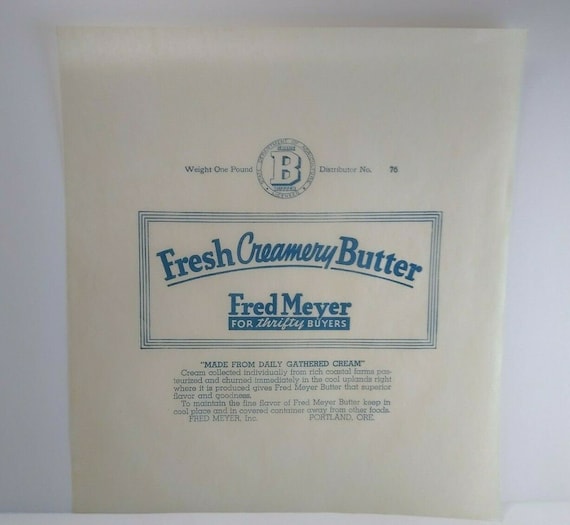 Weight One Pound B Distributor No. 76
Fresh Creamery Butter
Fred Meyer
FOR thrifty BUYERS
"MADE FROM DAILY GATHERED CREAM"
Cream collected individually from rich coastal farms pas-
teurized and churned immediately in the cool uplands right
where it is produced gives Fred Meyer Butter that superior
flavor and goodness.
To maintain the fine flavor of Fred Meyer Butter keep in
cool place and in covered container away from other foods.
FRED MEYER, Inc. PORTLAND, ORE.